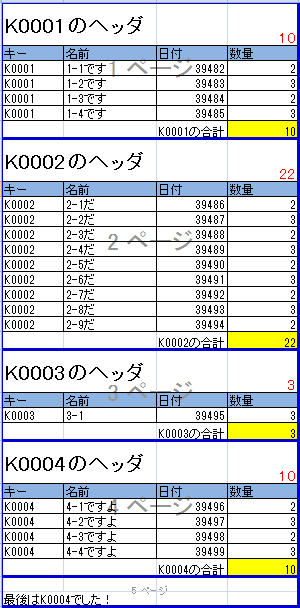 K0001のヘッダ
10
キー 名前 日付 数量
K0001 1-1です 39482 2
K0001 1-2です 39483 3
K0001 1-3です 39484 2
K0001 1-4です 39485 3
1 ページ
K0001の合計 10
K0002のヘッダ
22
キー 名前 日付 数量
K0002 2-1だ 39486 2
K0002 2-2だ 39487 3
K0002 2-3だ 39488 2
K0002 2-4だ 39489 3
K0002 2-5だ 39490 2
K0002 2-6だ 39491 3
K0002 2-7だ 39492 2
K0002 2-8だ 39493 3
K0002 2-9だ 39494 2
2 ページ
K0002の合計 22
K0003のヘッダ
3
キー 名前 日付 数量
K0003 3-1 39495 3
3 ページ
K0003の合計 3
K0004のヘッダ
10
キー 名前 日付 数量
K0004 4-1ですよ 39496 2
K0004 4-2ですよ 39497 3
K0004 4-3ですよ 39498 2
K0004 4-4ですよ 39499 3
4 ページ
K0004の合計 10
5 ページ
最後はK0004でした！